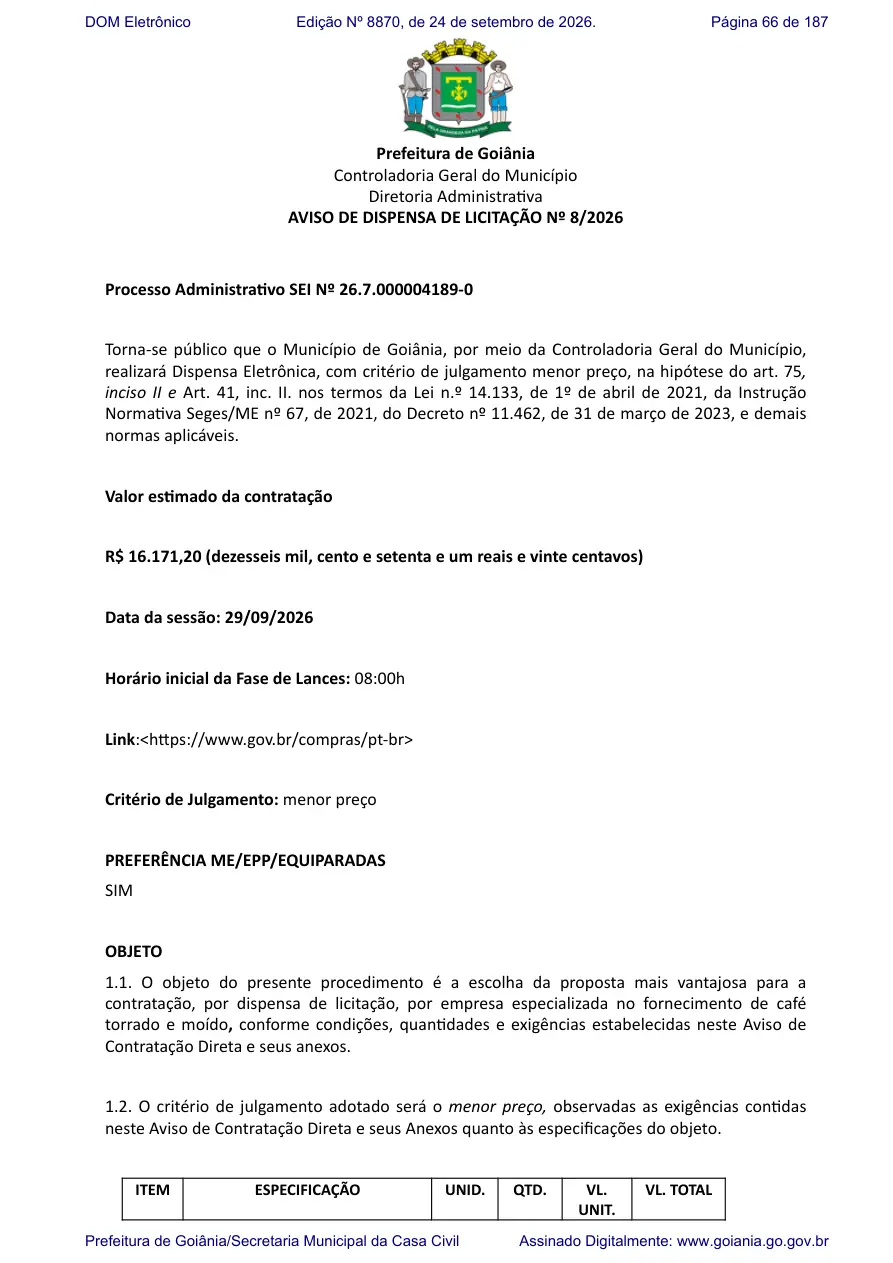 DOM Eletrônico Edição Nº 8870, de 24 de setembro de 2026. Página 66 de 187
PELA GRANDEZA DA PÁTRIA
Prefeitura de Goiânia
Controladoria Geral do Município
Diretoria Administrativa
AVISO DE DISPENSA DE LICITAÇÃO Nº 8/2026
Processo Administrativo SEI Nº 26.7.000004189-0
Torna-se público que o Município de Goiânia, por meio da Controladoria Geral do Município,
realizará Dispensa Eletrônica, com critério de julgamento menor preço, na hipótese do art. 75,
inciso II e Art. 41, inc. II. nos termos da Lei n.º 14.133, de 1º de abril de 2021, da Instrução
Normativa Seges/ME nº 67, de 2021, do Decreto nº 11.462, de 31 de março de 2023, e demais
normas aplicáveis.
Valor estimado da contratação
R$ 16.171,20 (dezesseis mil, cento e setenta e um reais e vinte centavos)
Data da sessão: 29/09/2026
Horário inicial da Fase de Lances: 08:00h
Link:<https://www.gov.br/compras/pt-br>
Critério de Julgamento: menor preço
PREFERÊNCIA ME/EPP/EQUIPARADAS
SIM
OBJETO
1.1. O objeto do presente procedimento é a escolha da proposta mais vantajosa para a
contratação, por dispensa de licitação, por empresa especializada no fornecimento de café
torrado e moído, conforme condições, quantidades e exigências estabelecidas neste Aviso de
Contratação Direta e seus anexos.
1.2. O critério de julgamento adotado será o menor preço, observadas as exigências contidas
neste Aviso de Contratação Direta e seus Anexos quanto às especificações do objeto.
ITEM ESPECIFICAÇÃO UNID. QTD. VL. VL. TOTAL
UNIT.
Prefeitura de Goiânia/Secretaria Municipal da Casa Civil Assinado Digitalmente: www.goiania.go.gov.br